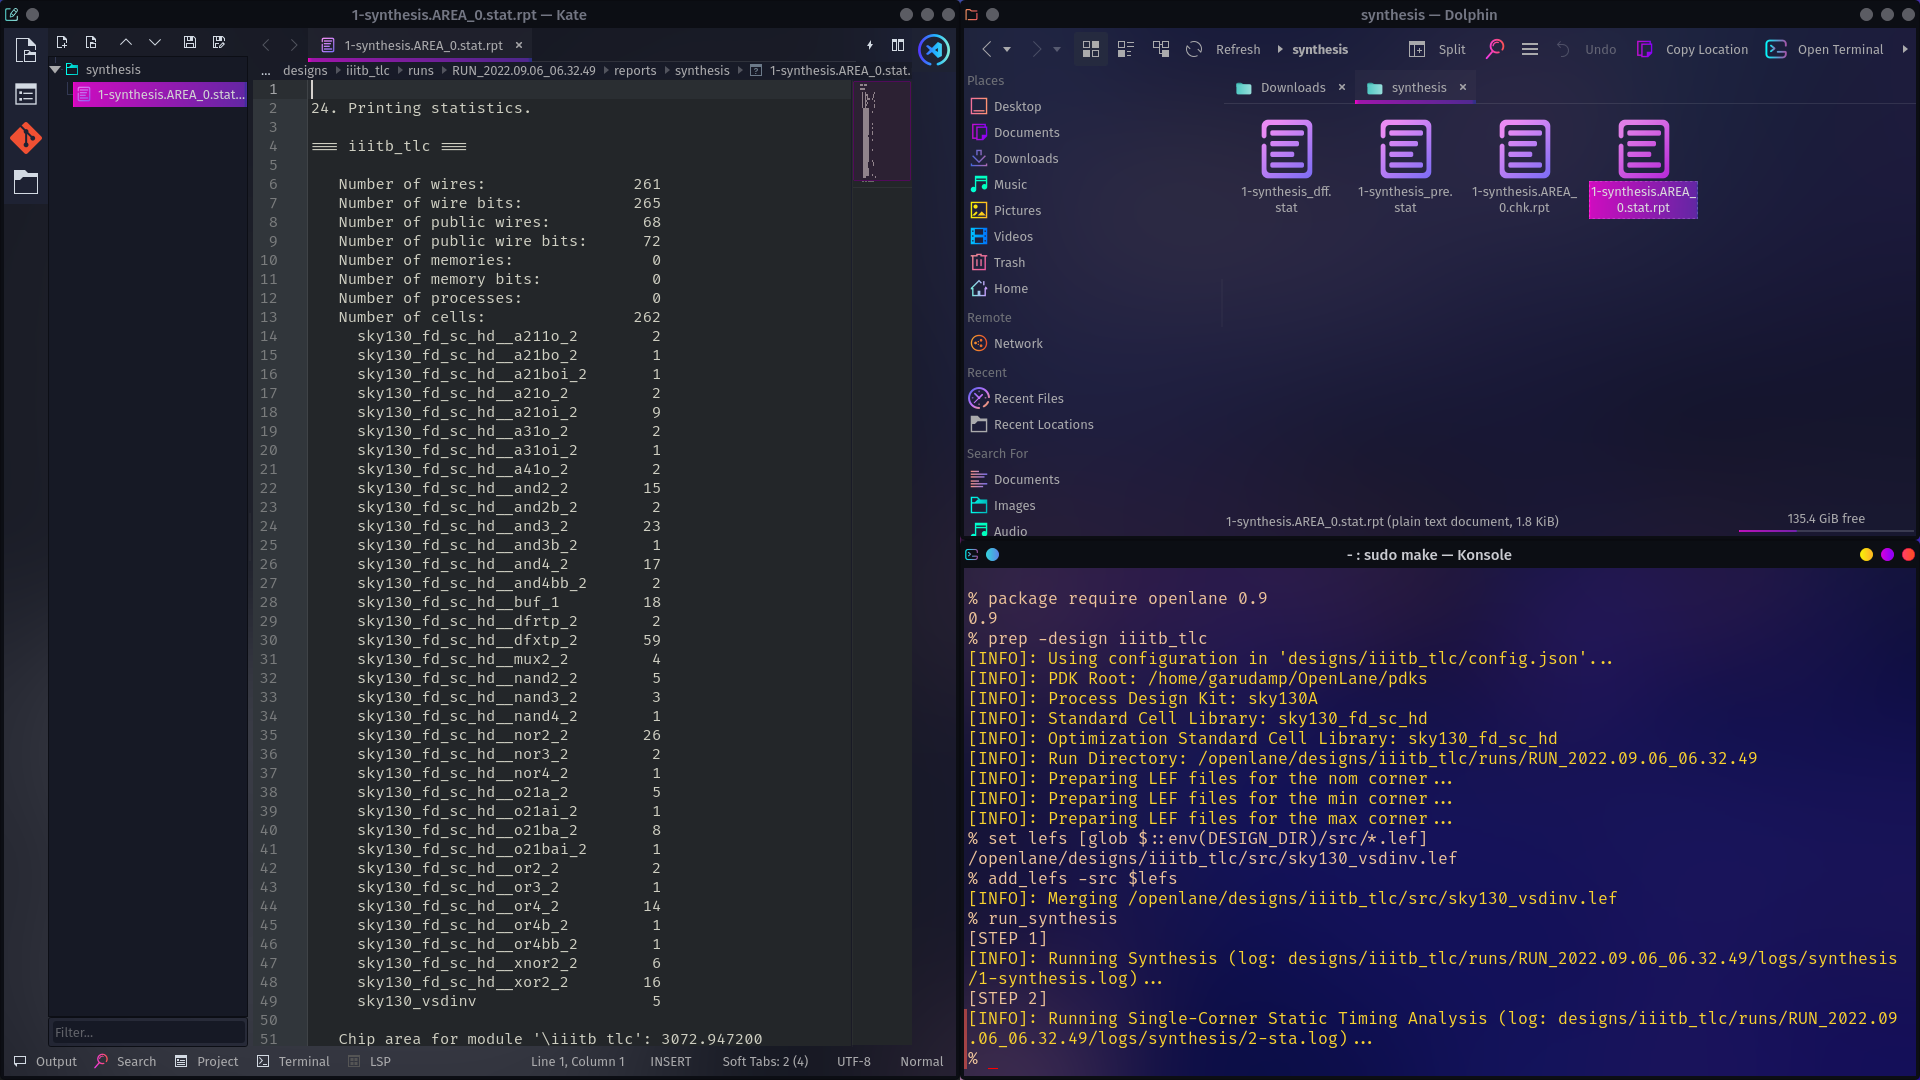 1-synthesis.AREA_0.stat.rpt — Kate
synthesis
1-synthesis.AREA_0.stat...
Filter...
1-synthesis.AREA_0.stat.rpt
... designs iiitb_tlc runs RUN_2022.09.06_06.32.49 reports synthesis 1-synthesis.AREA_0.stat.
1
2 24. Printing statistics.
3
4 === iiitb_tlc ===
5
6 Number of wires: 261
7 Number of wire bits: 265
8 Number of public wires: 68
9 Number of public wire bits: 72
10 Number of memories: 0
11 Number of memory bits: 0
12 Number of processes: 0
13 Number of cells: 262
14 sky130_fd_sc_hd__a211o_2 2
15 sky130_fd_sc_hd__a21bo_2 1
16 sky130_fd_sc_hd__a21boi_2 1
17 sky130_fd_sc_hd__a21o_2 2
18 sky130_fd_sc_hd__a21oi_2 9
19 sky130_fd_sc_hd__a31o_2 2
20 sky130_fd_sc_hd__a31oi_2 1
21 sky130_fd_sc_hd__a41o_2 2
22 sky130_fd_sc_hd__and2_2 15
23 sky130_fd_sc_hd__and2b_2 2
24 sky130_fd_sc_hd__and3_2 23
25 sky130_fd_sc_hd__and3b_2 1
26 sky130_fd_sc_hd__and4_2 17
27 sky130_fd_sc_hd__and4bb_2 2
28 sky130_fd_sc_hd__buf_1 18
29 sky130_fd_sc_hd__dfrtp_2 2
30 sky130_fd_sc_hd__dfxtp_2 59
31 sky130_fd_sc_hd__mux2_2 4
32 sky130_fd_sc_hd__nand2_2 5
33 sky130_fd_sc_hd__nand3_2 3
34 sky130_fd_sc_hd__nand4_2 1
35 sky130_fd_sc_hd__nor2_2 26
36 sky130_fd_sc_hd__nor3_2 2
37 sky130_fd_sc_hd__nor4_2 1
38 sky130_fd_sc_hd__o21a_2 5
39 sky130_fd_sc_hd__o21ai_2 1
40 sky130_fd_sc_hd__o21ba_2 8
41 sky130_fd_sc_hd__o21bai_2 1
42 sky130_fd_sc_hd__or2_2 2
43 sky130_fd_sc_hd__or3_2 1
44 sky130_fd_sc_hd__or4_2 14
45 sky130_fd_sc_hd__or4b_2 1
46 sky130_fd_sc_hd__or4bb_2 1
47 sky130_fd_sc_hd__xnor2_2 6
48 sky130_fd_sc_hd__xor2_2 16
49 sky130_vsdinv 5
50
51 Chip area for module '\iiitb_tlc': 3072.947200
Output Search Project Terminal LSP Line 1, Column 1 INSERT Soft Tabs: 2 (4) UTF-8 Normal
synthesis — Dolphin
Refresh synthesis Split Undo Copy Location Open Terminal
Places
Desktop
Documents
Downloads
Music
Pictures
Videos
Trash
Home
Remote
Network
Recent
Recent Files
Recent Locations
Search For
Documents
Images
Audio
Downloads synthesis
1-synthesis_dff.
stat
1-synthesis_pre.
stat
1-synthesis.AREA_
0.chk.rpt
1-synthesis.AREA_
0.stat.rpt
1-synthesis.AREA_0.stat.rpt (plain text document, 1.8 KiB) 135.4 GiB free
- : sudo make — Konsole
% package require openlane 0.9
0.9
% prep -design iiitb_tlc
[INFO]: Using configuration in 'designs/iiitb_tlc/config.json'...
[INFO]: PDK Root: /home/garudamp/OpenLane/pdks
[INFO]: Process Design Kit: sky130A
[INFO]: Standard Cell Library: sky130_fd_sc_hd
[INFO]: Optimization Standard Cell Library: sky130_fd_sc_hd
[INFO]: Run Directory: /openlane/designs/iiitb_tlc/runs/RUN_2022.09.06_06.32.49
[INFO]: Preparing LEF files for the nom corner...
[INFO]: Preparing LEF files for the min corner...
[INFO]: Preparing LEF files for the max corner...
% set lefs [glob $::env(DESIGN_DIR)/src/*.lef]
/openlane/designs/iiitb_tlc/src/sky130_vsdinv.lef
% add_lefs -src $lefs
[INFO]: Merging /openlane/designs/iiitb_tlc/src/sky130_vsdinv.lef
% run_synthesis
[STEP 1]
[INFO]: Running Synthesis (log: designs/iiitb_tlc/runs/RUN_2022.09.06_06.32.49/logs/synthesis
/1-synthesis.log)...
[STEP 2]
[INFO]: Running Single-Corner Static Timing Analysis (log: designs/iiitb_tlc/runs/RUN_2022.09
.06_06.32.49/logs/synthesis/2-sta.log)...
% _